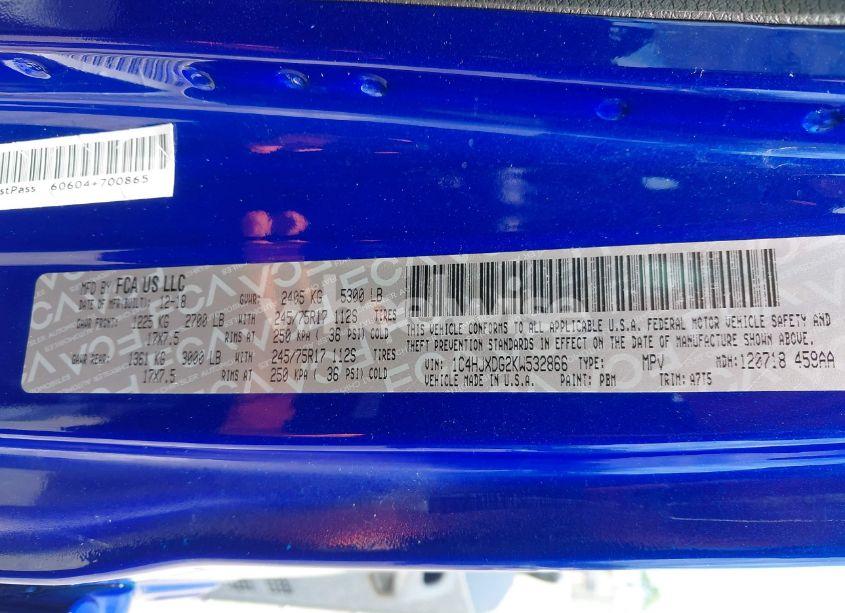 stPass 60604+700865
MFD BY FCA US LLC
DATE OF MFR/BUILT: 12-18 GVWR: 2405 KG 5300 LB
GAWR FRONT: 1225 KG 2700 LB WITH 245/75R17 112S TIRES
17X7.5 RIMS AT 250 KPA ( 36 PSI) COLD
GAWR REAR: 1361 KG 3000 LB WITH 245/75R17 112S TIRES
17X7.5 RIMS AT 250 KPA ( 36 PSI) COLD
THIS VEHICLE CONFORMS TO ALL APPLICABLE U.S.A. FEDERAL MOTOR VEHICLE SAFETY AND
THEFT PREVENTION STANDARDS IN EFFECT ON THE DATE OF MANUFACTURE SHOWN ABOVE.
VIN: 1C4HJXDG2KW532866 TYPE: MPV MDH: 120718 459AA
VEHICLE MADE IN U.S.A. PAINT: PBM TRIM: A7T5